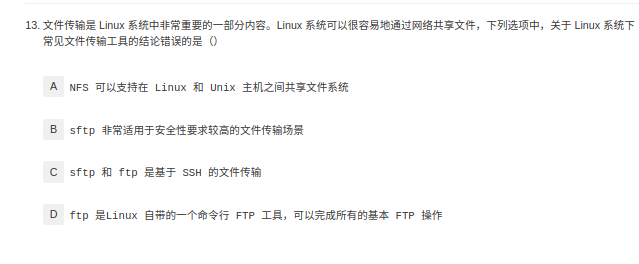 13. 文件传输是 Linux 系统中非常重要的一部分内容。Linux 系统可以很容易地通过网络共享文件，下列选项中，关于 Linux 系统下
常见文件传输工具的结论错误的是（）
A NFS 可以支持在 Linux 和 Unix 主机之间共享文件系统
B sftp 非常适用于安全性要求较高的文件传输场景
C sftp 和 ftp 是基于 SSH 的文件传输
D ftp 是Linux 自带的一个命令行 FTP 工具，可以完成所有的基本 FTP 操作